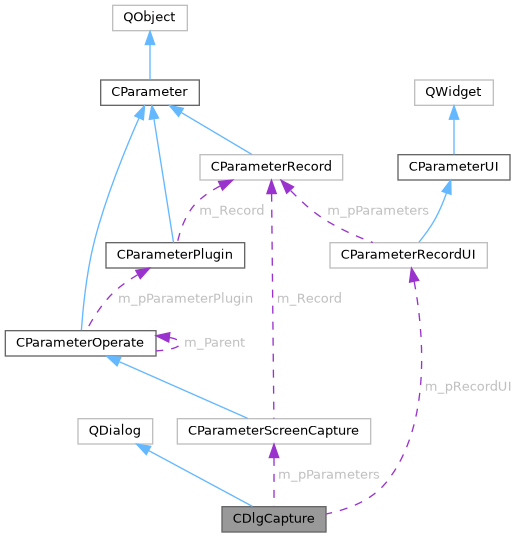 QObject
CParameter
QWidget
CParameterRecord
CParameterUI
m_Record
m_pParameters
CParameterPlugin
CParameterRecordUI
m_pParameterPlugin
m_Record
CParameterOperate
m_Parent
m_pRecordUI
QDialog
CParameterScreenCapture
m_pParameters
CDlgCapture